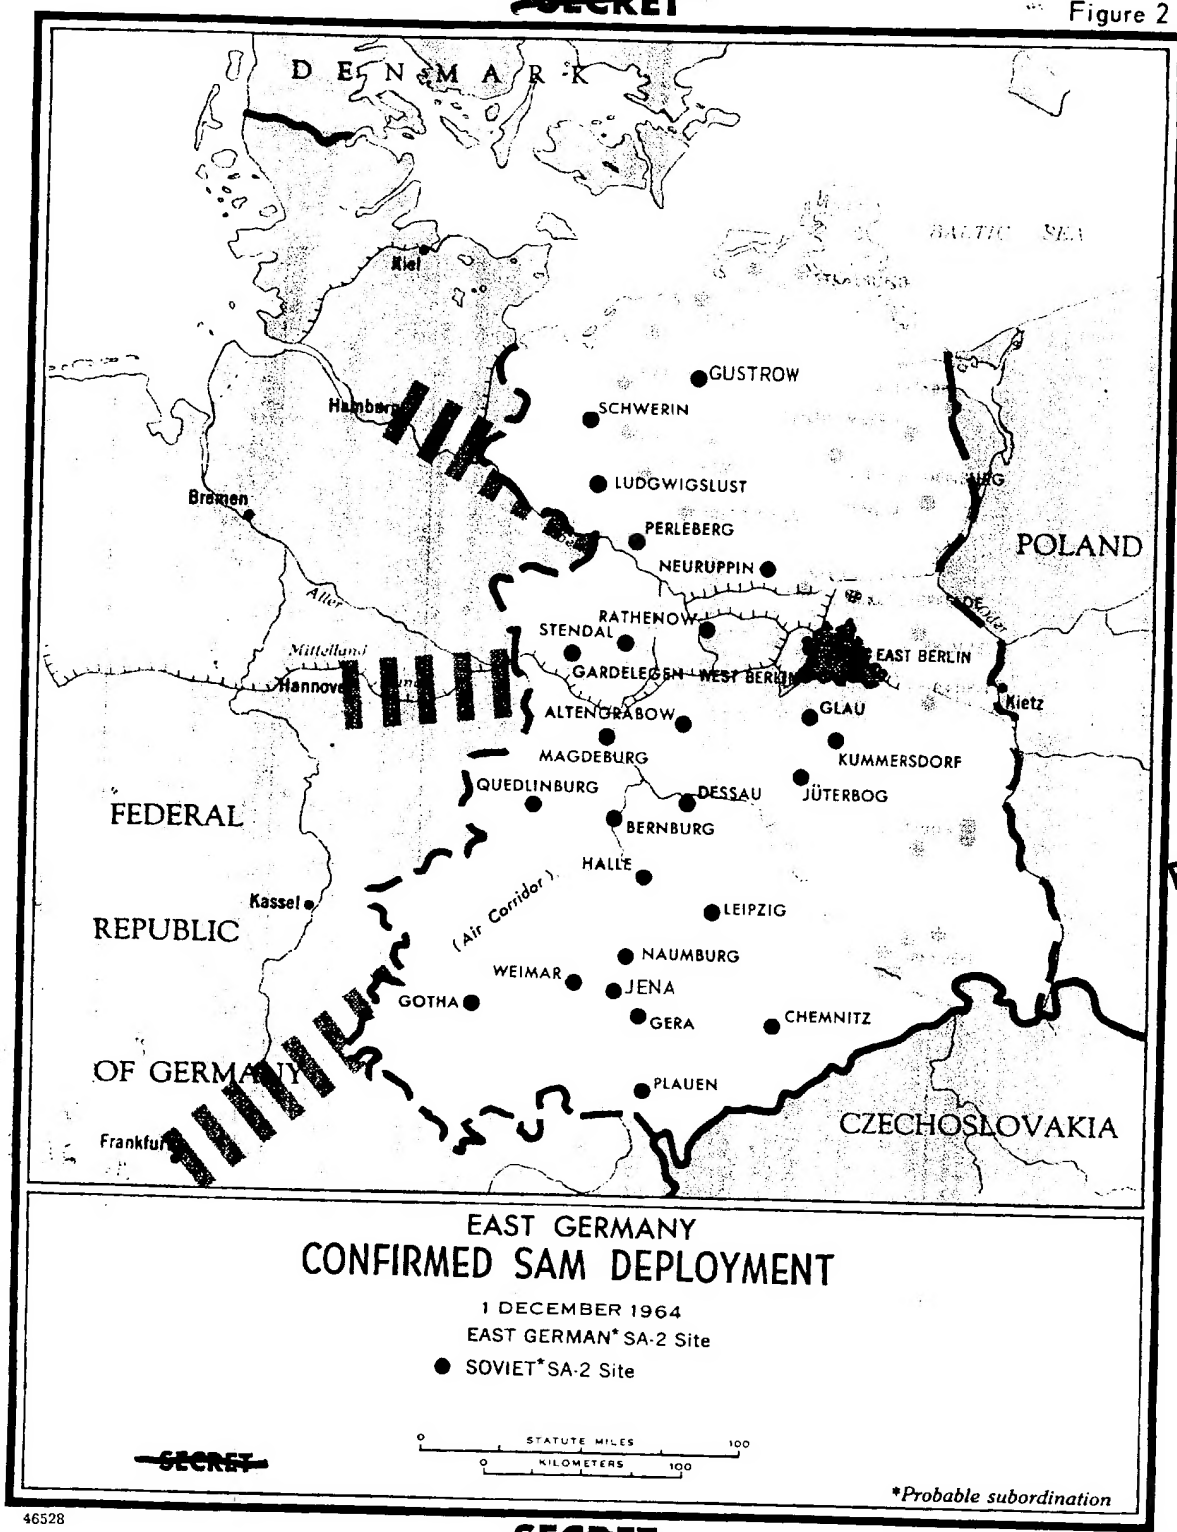 SECRET
Figure 2
DENMARK
BALTIC SEA
Kiel
GUSTROW
Hamburg
SCHWERIN
LUDGWIGSLUST
Bremen
PERLEBERG
POLAND
NEURUPPIN
Aller
RATHENOW
Oder
STENDAL
EAST BERLIN
Mittelland
GARDELEGEN
WEST BERLIN
Hannover
Kietz
ALTENGRABOW
GLAU
MAGDEBURG
KUMMERSDORF
QUEDLINBURG
DESSAU
JÜTERBOG
FEDERAL
BERNBURG
HALLE
(Air Corridor)
Kassel
LEIPZIG
REPUBLIC
NAUMBURG
WEIMAR
JENA
GOTHA
GERA
CHEMNITZ
OF GERMANY
PLAUEN
CZECHOSLOVAKIA
Frankfurt
EAST GERMANY
CONFIRMED SAM DEPLOYMENT
1 DECEMBER 1964
EAST GERMAN* SA-2 Site
SOVIET* SA-2 Site
0 STATUTE MILES 100
0 KILOMETERS 100
SECRET
*Probable subordination
46528
SECRET